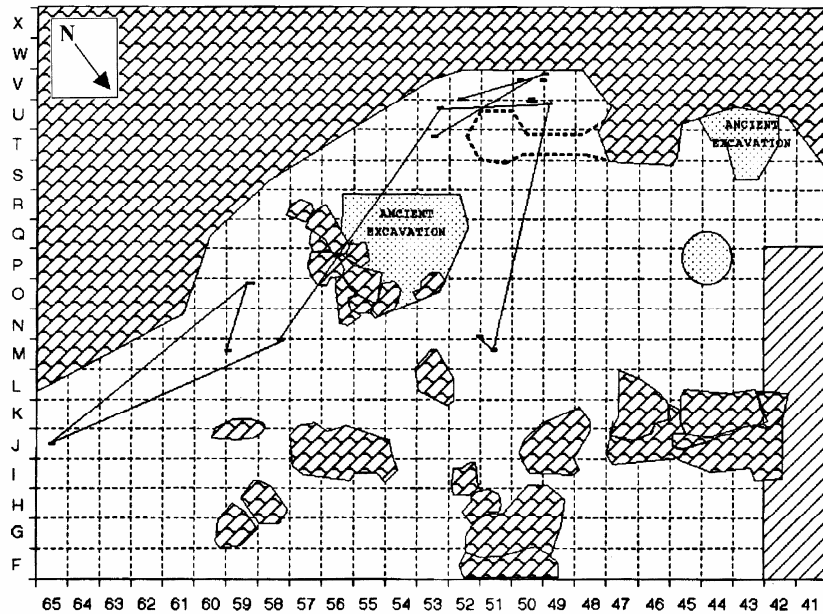 N
X
W
V
U
T
S
R
Q
P
O
N
M
L
K
J
I
H
G
F
ANCIENT
EXCAVATION
ANCIENT
EXCAVATION
65 64 63 62 61 60 59 58 57 56 55 54 53 52 51 50 49 48 47 46 45 44 43 42 41